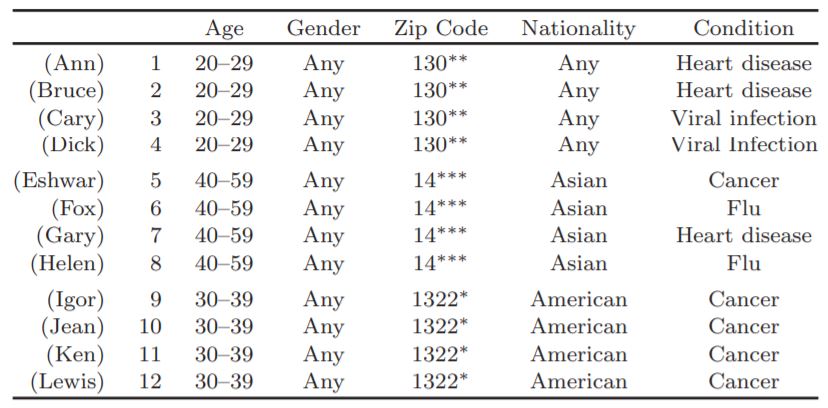 Age Gender Zip Code Nationality Condition
(Ann) 1 20–29 Any 130** Any Heart disease
(Bruce) 2 20–29 Any 130** Any Heart disease
(Cary) 3 20–29 Any 130** Any Viral infection
(Dick) 4 20–29 Any 130** Any Viral Infection
(Eshwar) 5 40–59 Any 14*** Asian Cancer
(Fox) 6 40–59 Any 14*** Asian Flu
(Gary) 7 40–59 Any 14*** Asian Heart disease
(Helen) 8 40–59 Any 14*** Asian Flu
(Igor) 9 30–39 Any 1322* American Cancer
(Jean) 10 30–39 Any 1322* American Cancer
(Ken) 11 30–39 Any 1322* American Cancer
(Lewis) 12 30–39 Any 1322* American Cancer